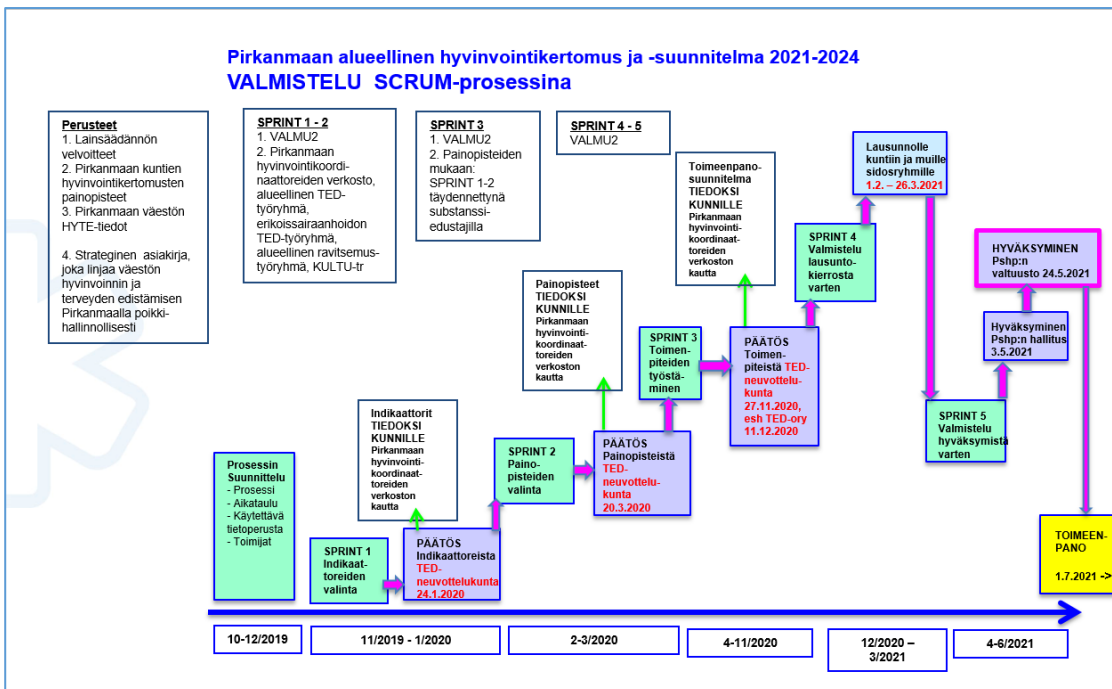 Pirkanmaan alueellinen hyvinvointikertomus ja -suunnitelma 2021-2024
VALMISTELU SCRUM-prosessina
Perusteet
1. Lainsäädännön
velvoitteet
2. Pirkanmaan kuntien
hyvinvointikertomusten
painopisteet
3. Pirkanmaan väestön
HYTE-tiedot
4. Strateginen asiakirja,
joka linjaa väestön
hyvinvoinnin ja
terveyden edistämisen
Pirkanmaalla poikki-
hallinnollisesti
SPRINT 1 - 2
1. VALMU2
2. Pirkanmaan
hyvinvointikoordi-
naattoreiden verkosto,
alueellinen TED-
työryhmä,
erikoissairaanhoidon
TED-työryhmä,
alueellinen ravitsemus-
työryhmä, KULTU-tr
SPRINT 3
1. VALMU2
2. Painopisteiden
mukaan:
SPRINT 1-2
täydennettynä
substanssi-
edustajilla
SPRINT 4 - 5
VALMU2
Prosessin
Suunnittelu
- Prosessi
- Aikataulu
- Käytettävä
tietoperusta
- Toimijat
SPRINT 1
Indikaat-
toreiden
valinta
Indikaattorit
TIEDOKSI
KUNNILLE
Pirkanmaan
hyvinvointi-
koordinaat-
toreiden
verkoston
kautta
PÄÄTÖS
Indikaattoreista
TED-
neuvottelukunta
24.1.2020
SPRINT 2
Paino-
pisteiden
valinta
Painopisteet
TIEDOKSI
KUNNILLE
Pirkanmaan
hyvinvointi-
koordinaat-
toreiden
verkoston
kautta
PÄÄTÖS
Painopisteistä
TED-
neuvottelu-
kunta
20.3.2020
SPRINT 3
Toimen-
piteiden
työstä-
minen
Toimeenpano-
suunnitelma
TIEDOKSI
KUNNILLE
Pirkanmaan
hyvinvointi-
koordinaat-
toreiden
verkoston
kautta
PÄÄTÖS
Toimen-
piteistä TED-
neuvottelu-
kunta
27.11.2020,
esh TED-ory
11.12.2020
SPRINT 4
Valmistelu
lausunto-
kierrosta
varten
Lausunnolle
kuntiin ja muille
sidosryhmille
1.2. – 26.3.2021
SPRINT 5
Valmistelu
hyväksymistä
varten
Hyväksyminen
Pshp:n hallitus
3.5.2021
HYVÄKSYMINEN
Pshp:n
valtuusto 24.5.2021
TOIMEEN-
PANO
1.7.2021 ->
10-12/2019
11/2019 - 1/2020
2-3/2020
4-11/2020
12/2020 –
3/2021
4-6/2021